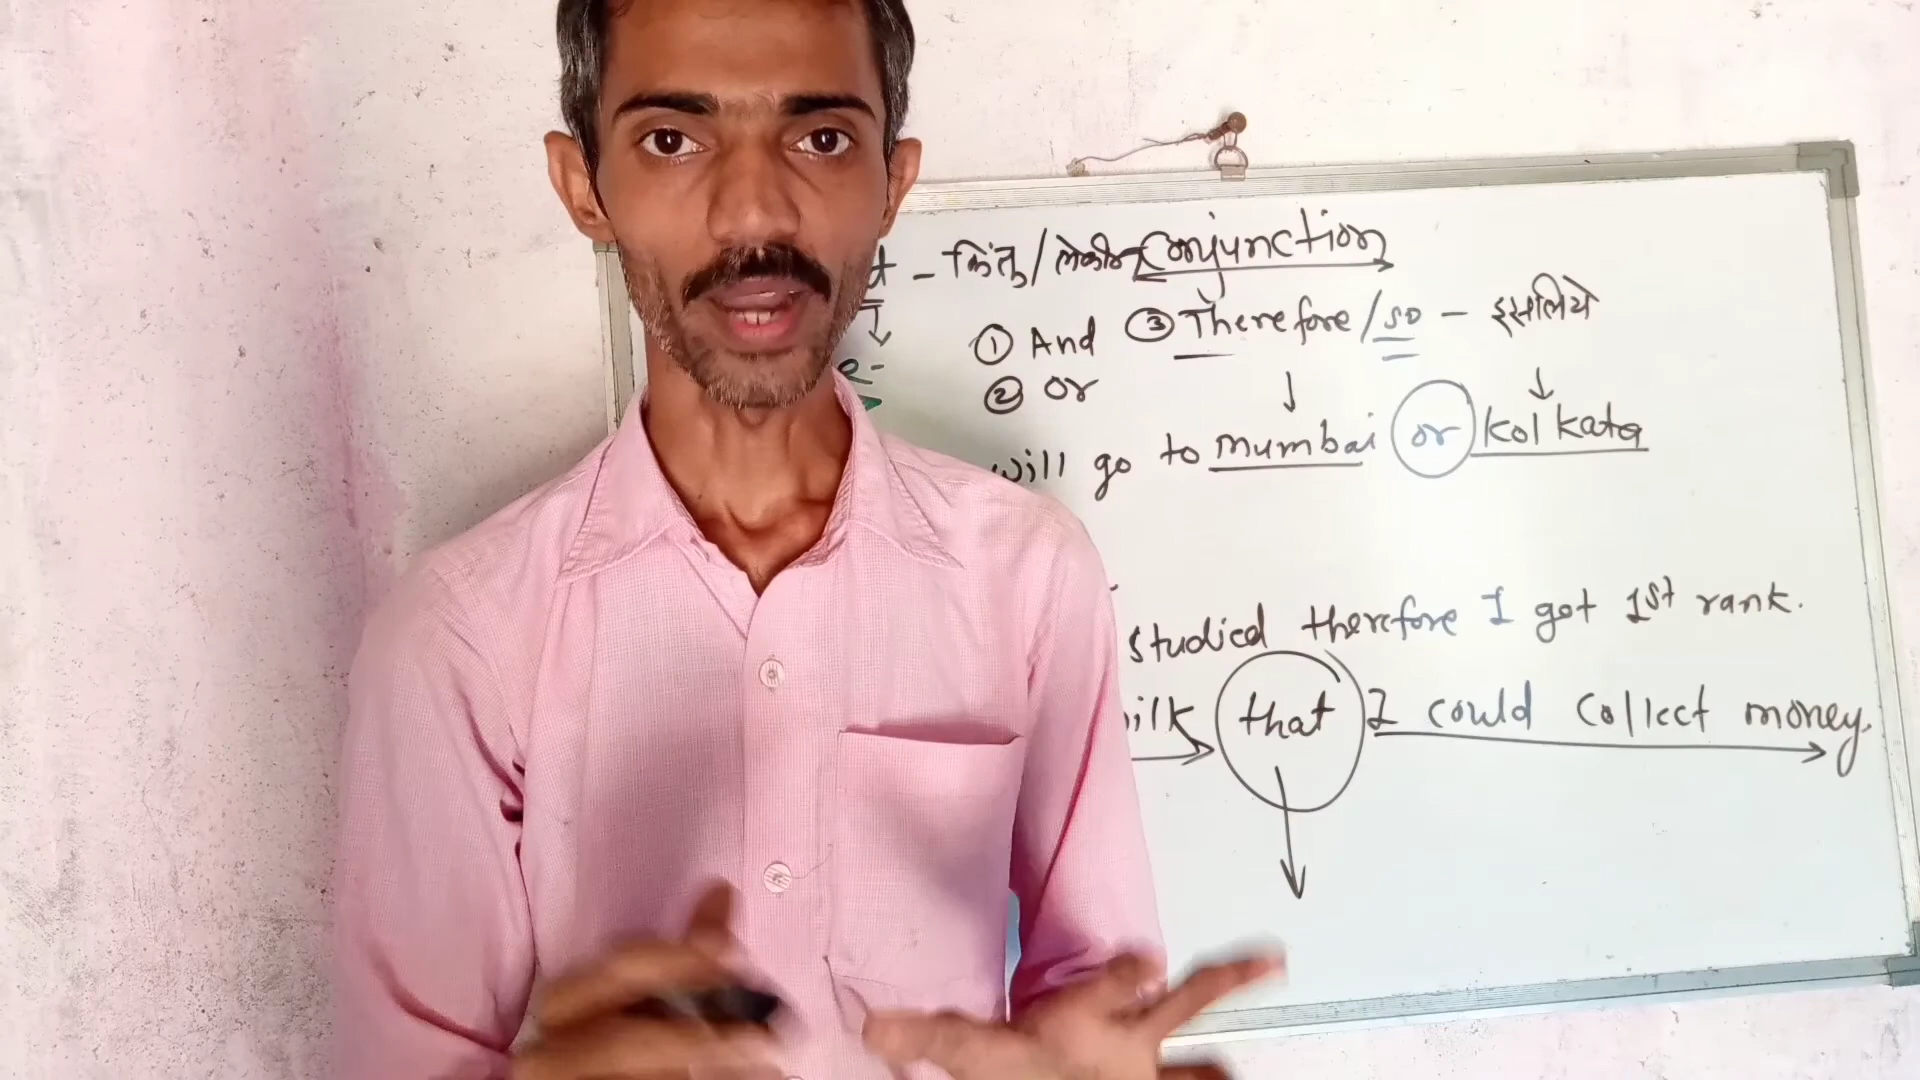 - किंतु/लेकीन Conjunction
① And ③ Therefore/so - इसलिये
② or
will go to mumbai or kolkata
studied therefore I got 1st rank.
that I could collect money.